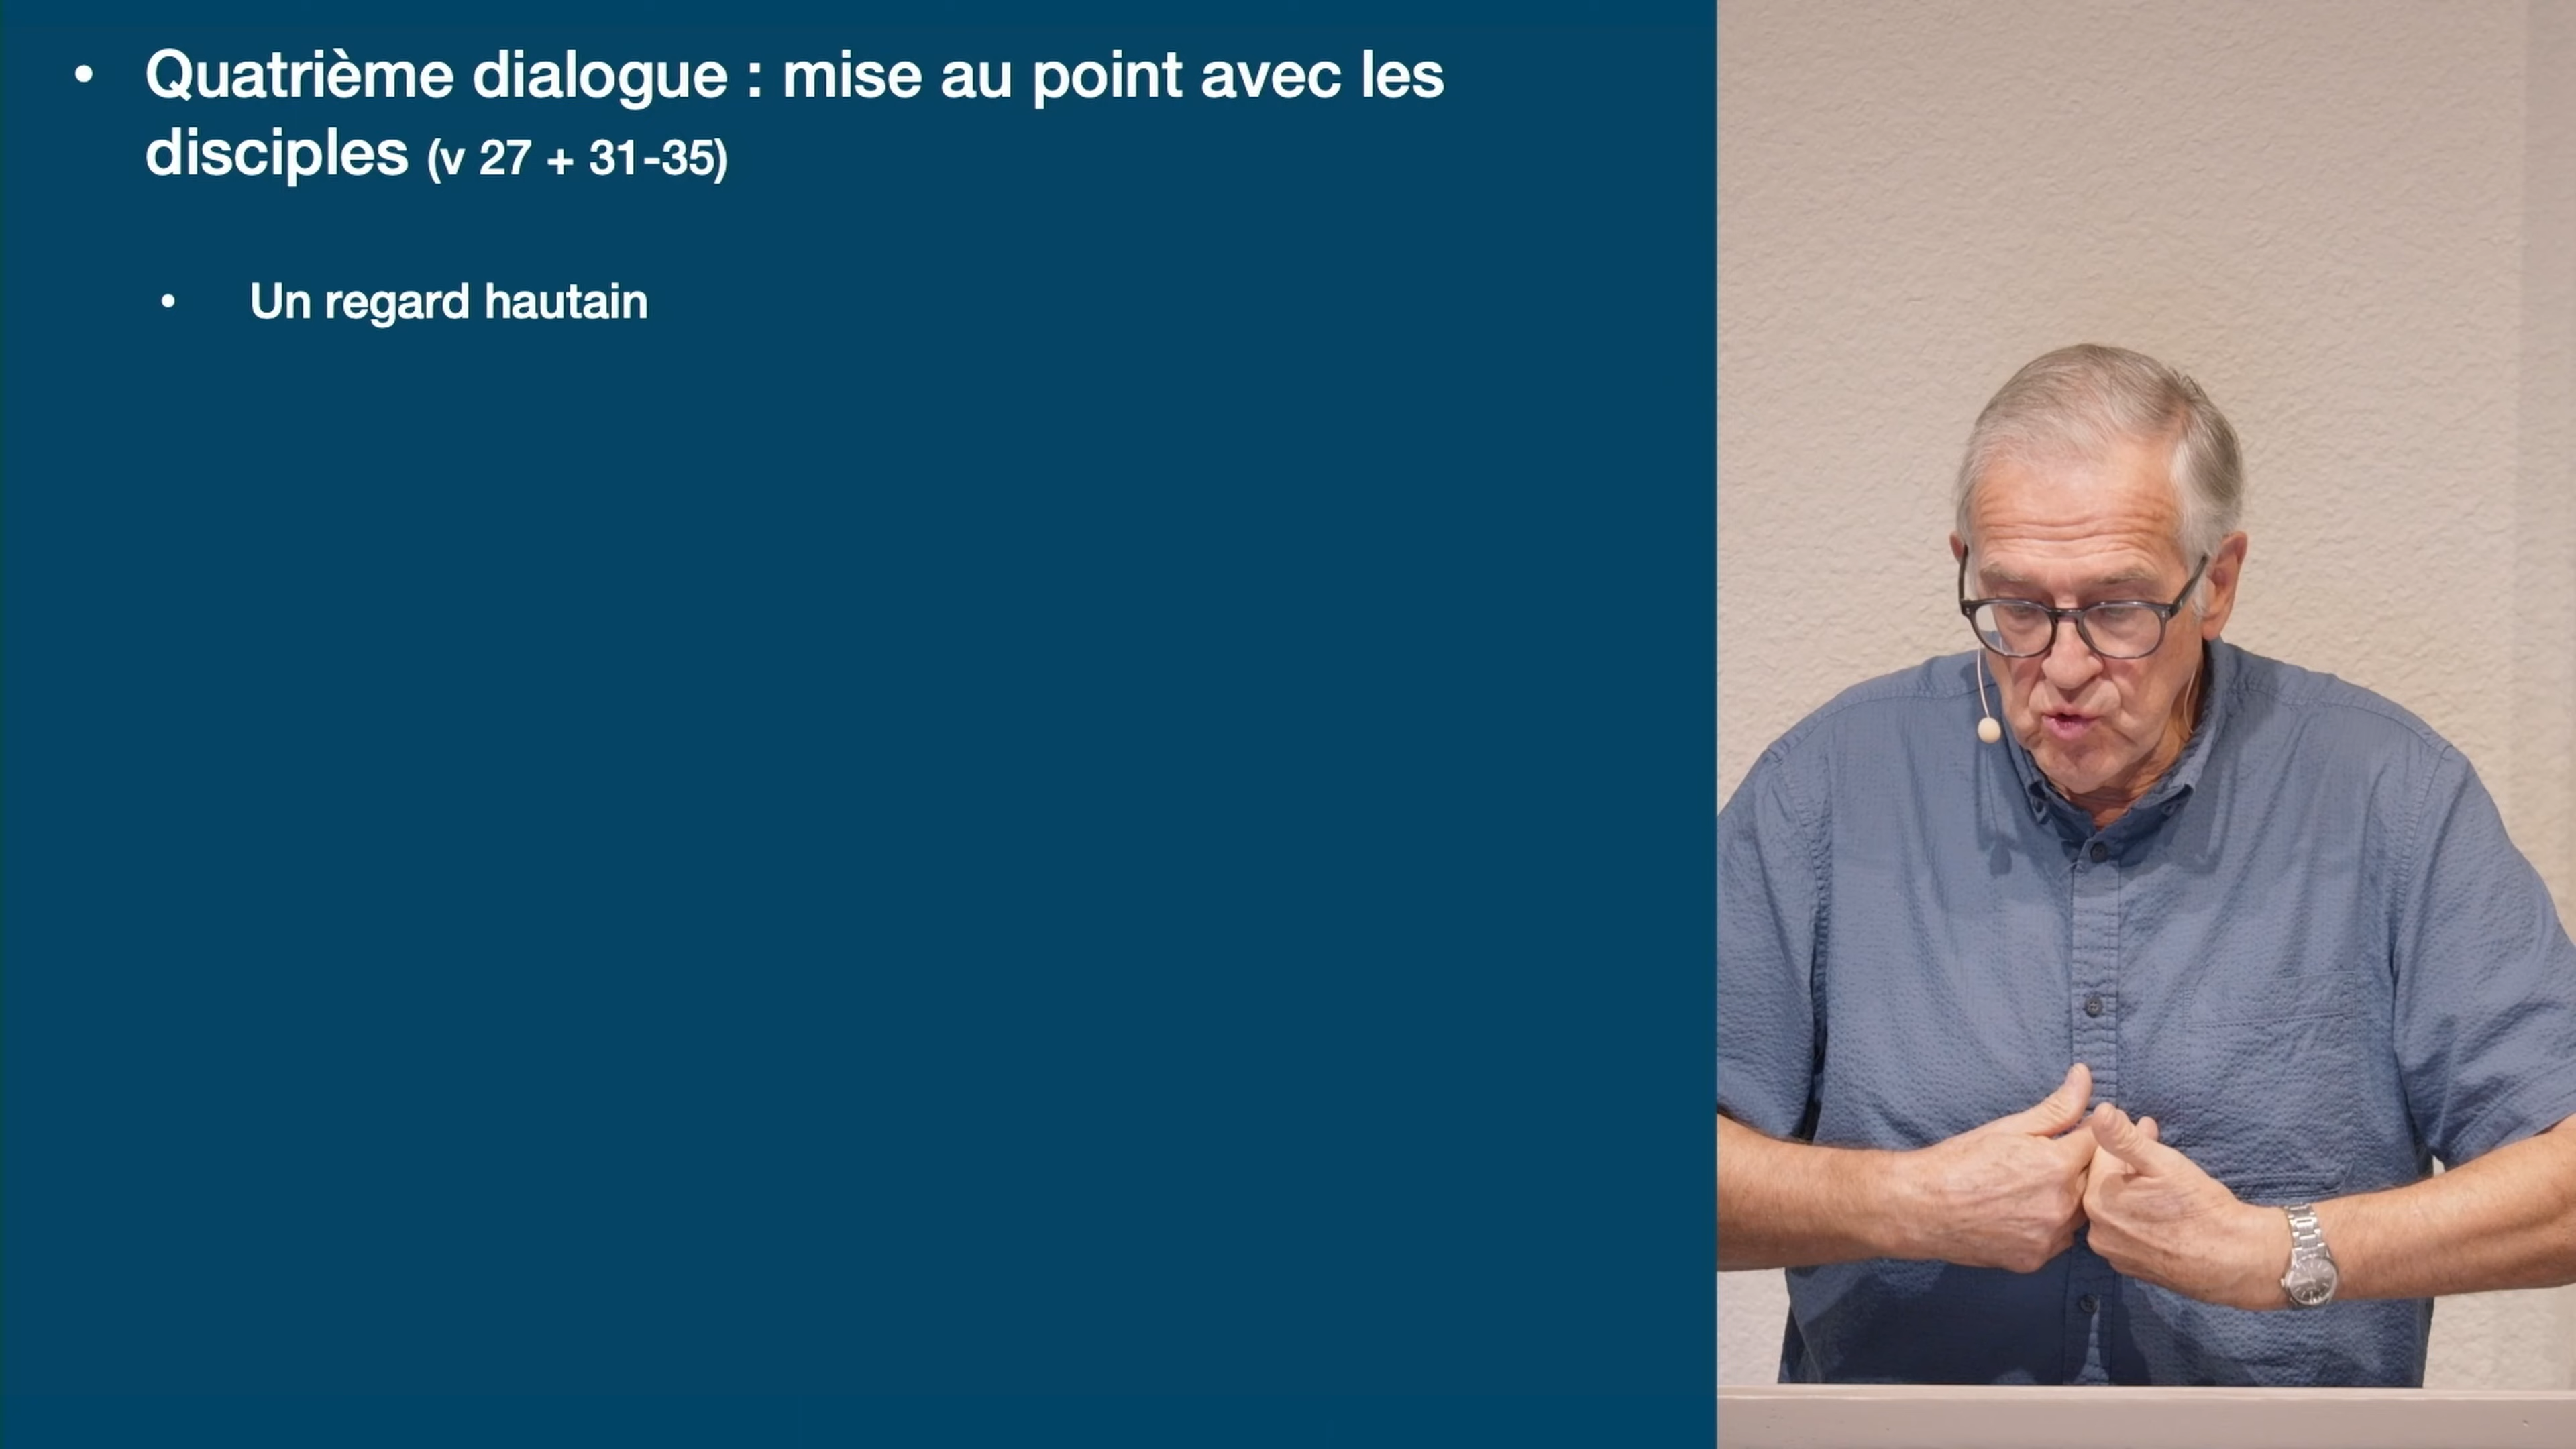 • Quatrième dialogue : mise au point avec les
disciples (v 27 + 31-35)
• Un regard hautain